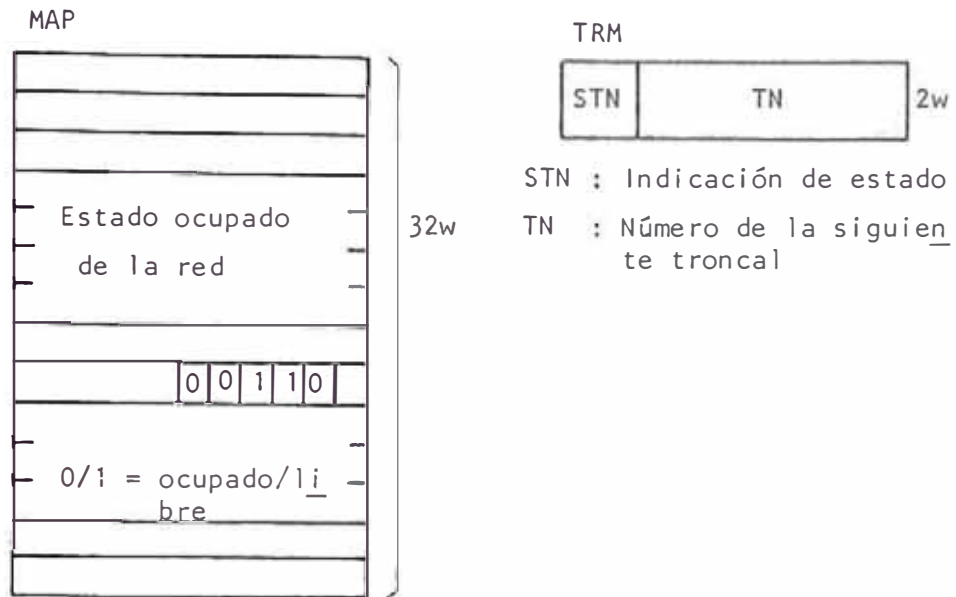 MAP
Estado ocupado
de la red
32w
0 0 1 1 0
0/1 = ocupado/li
bre
TRM
STN TN 2w
STN : Indicación de estado
TN : Número de la siguien
te troncal